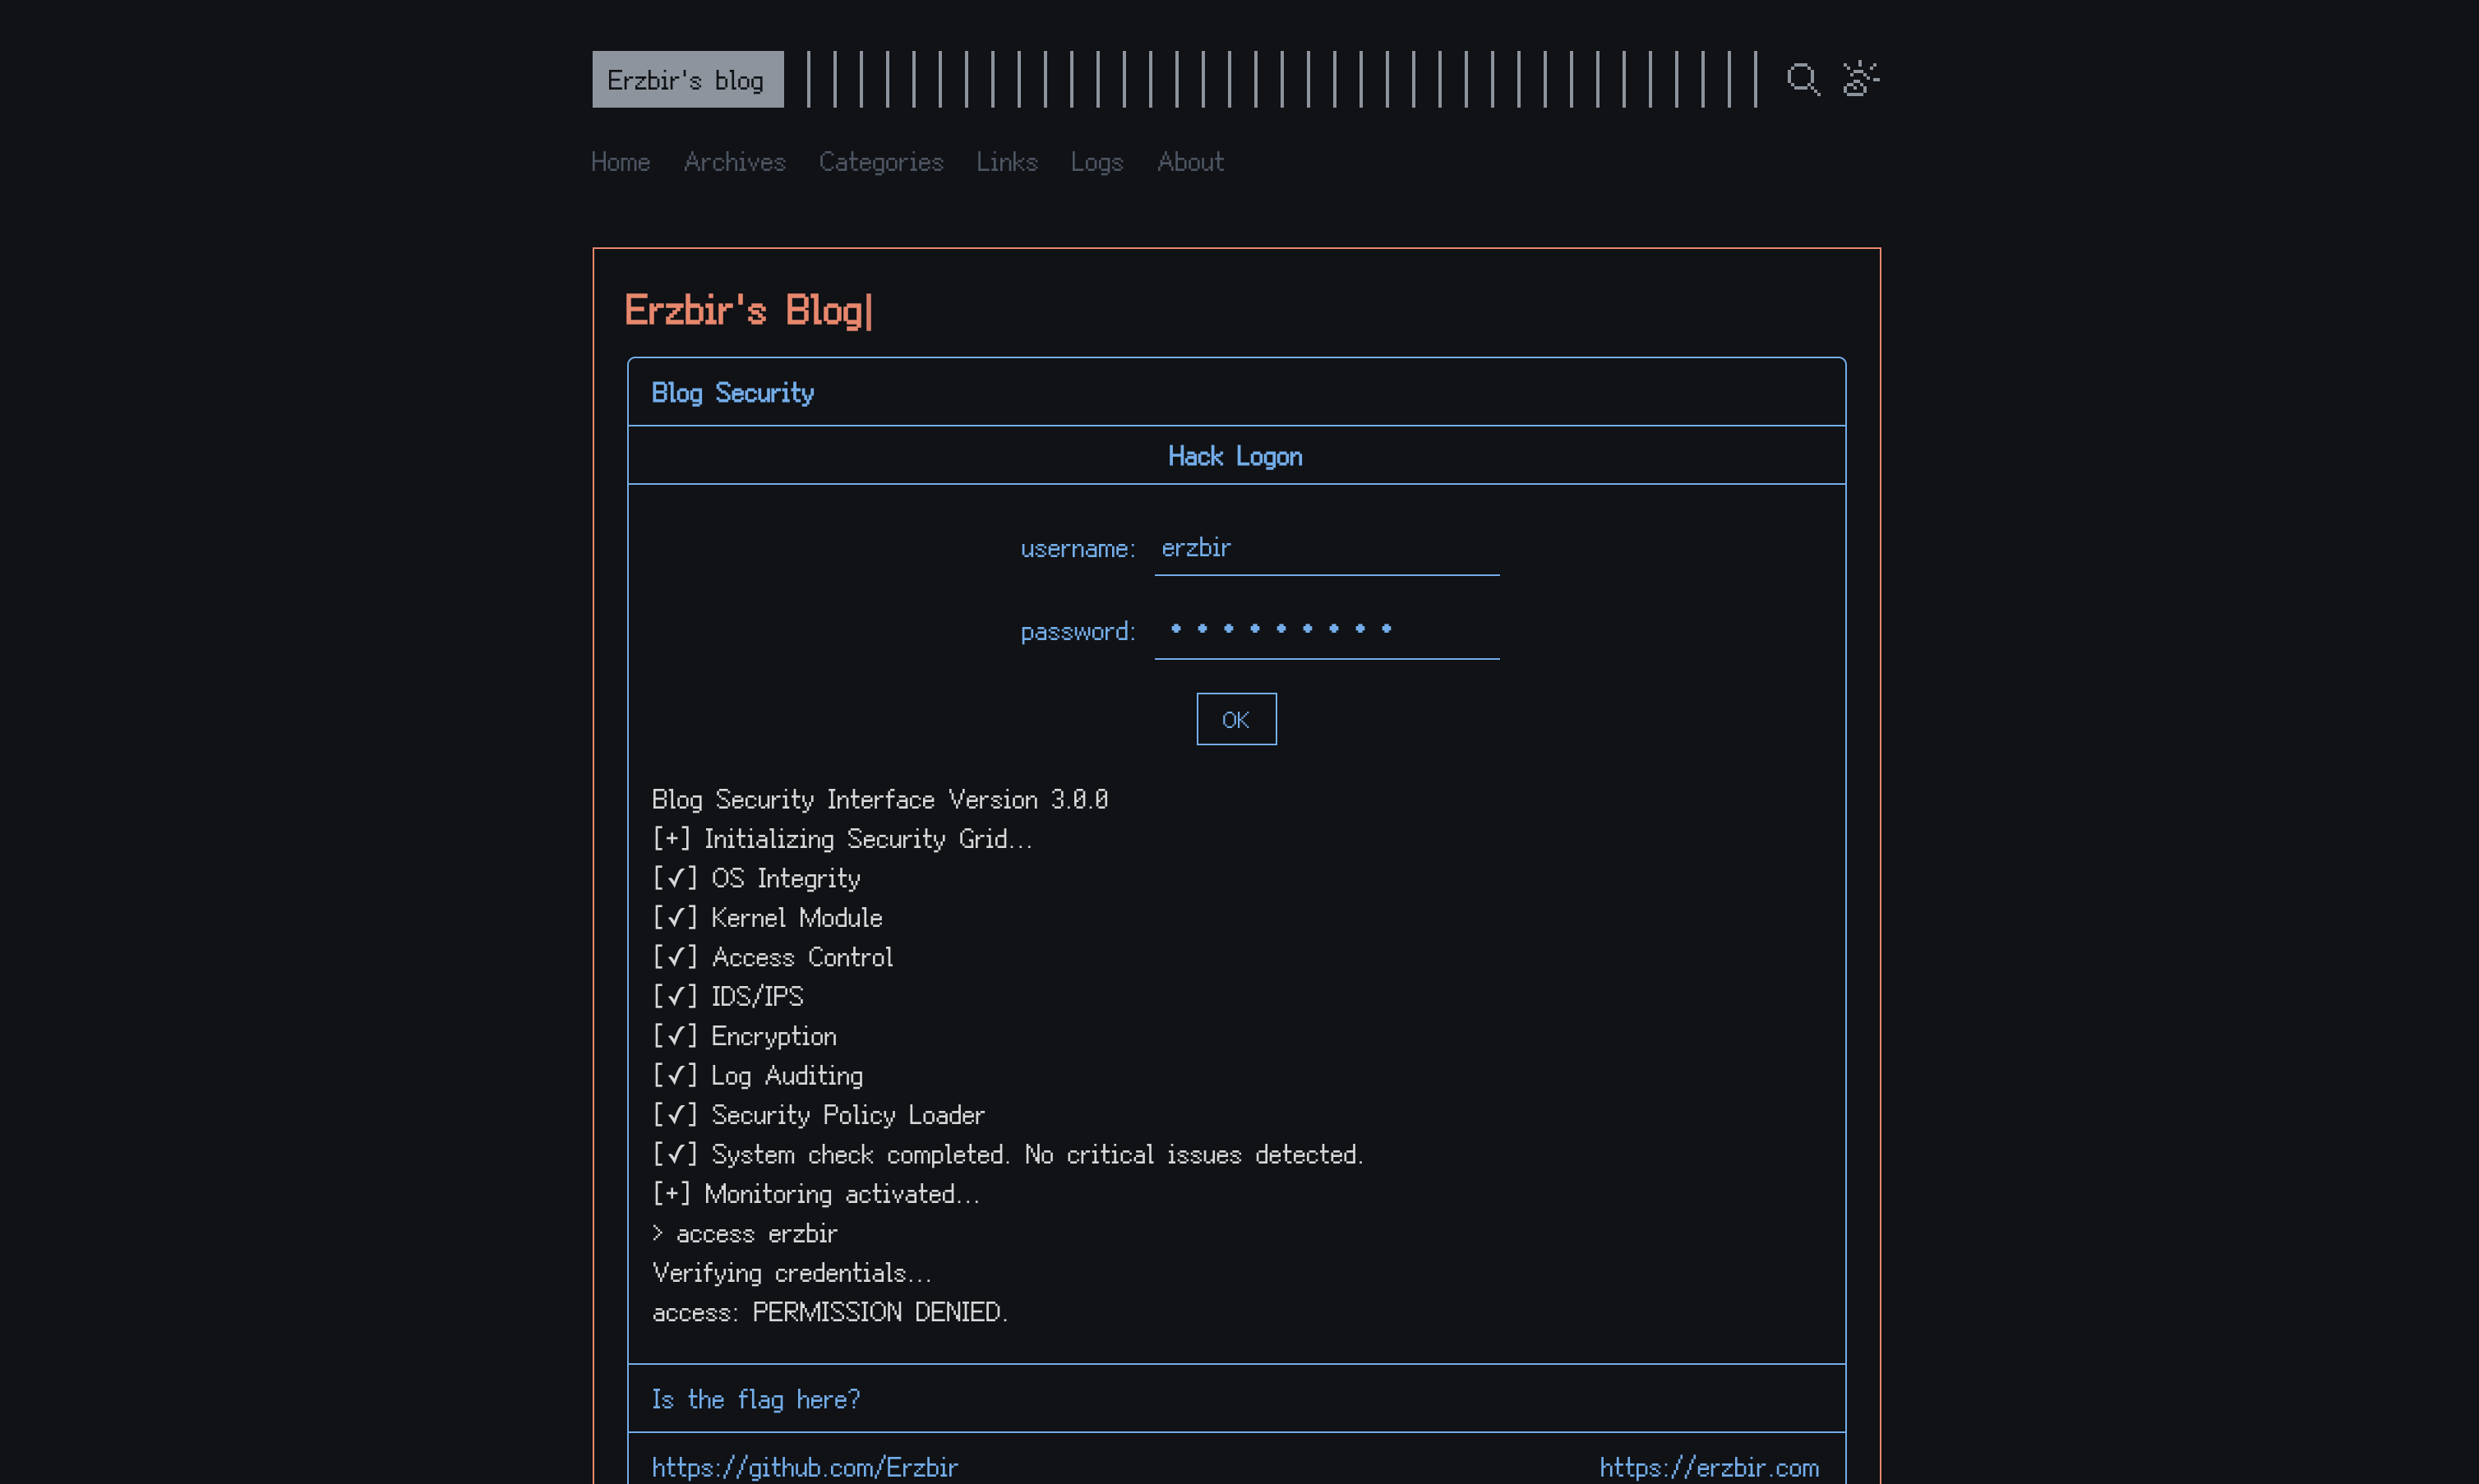 Erzbir's blog
Home Archives Categories Links Logs About
Erzbir's Blog|
Blog Security
Hack Logon
username: erzbir
password: •••••••••
OK
Blog Security Interface Version 3.0.0
[+] Initializing Security Grid...
[✓] OS Integrity
[✓] Kernel Module
[✓] Access Control
[✓] IDS/IPS
[✓] Encryption
[✓] Log Auditing
[✓] Security Policy Loader
[✓] System check completed. No critical issues detected.
[+] Monitoring activated...
> access erzbir
Verifying credentials...
access: PERMISSION DENIED.
Is the flag here?
https://github.com/Erzbir https://erzbir.com